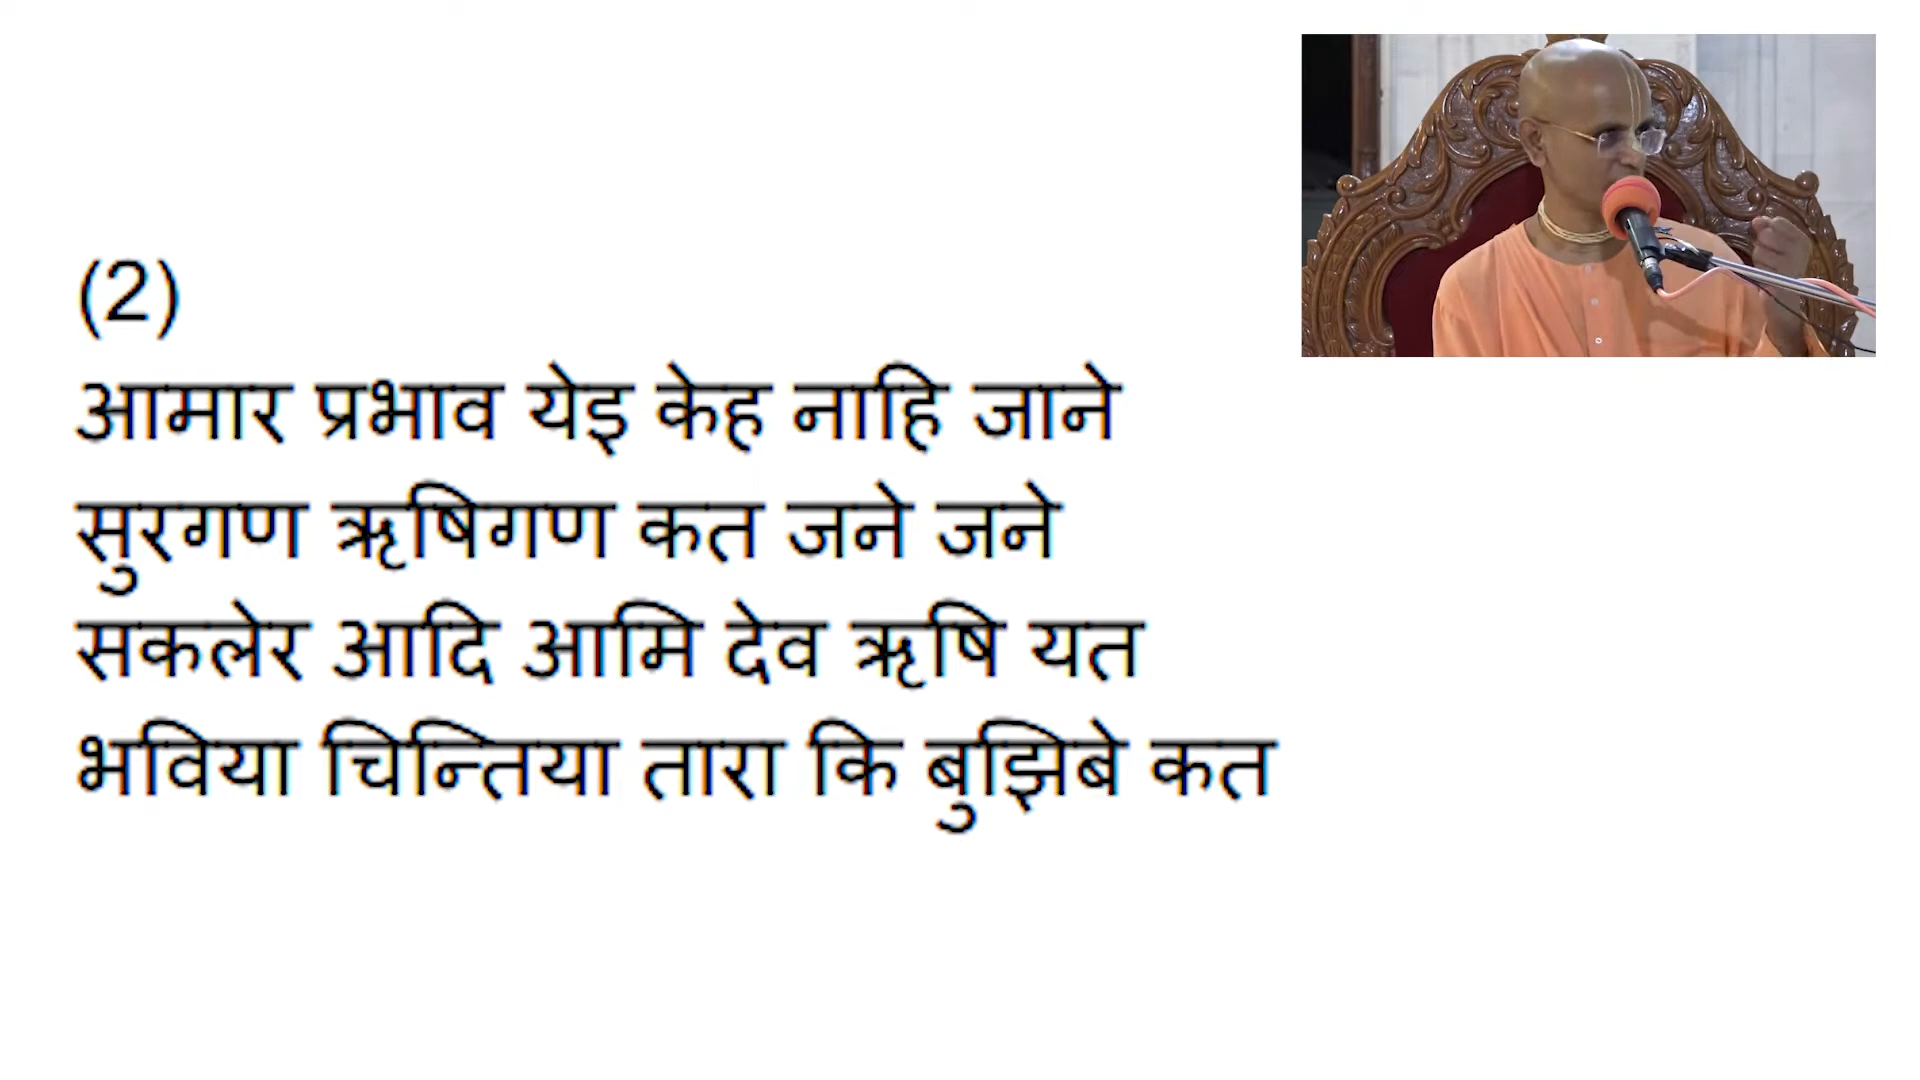 (2)
आमार प्रभाव येइ केह नाहि जाने
सुरगण ऋषिगण कत जने जने
सकलेर आदि आमि देव ऋषि यत
भविया चिन्तिया तारा कि बुझिबे कत